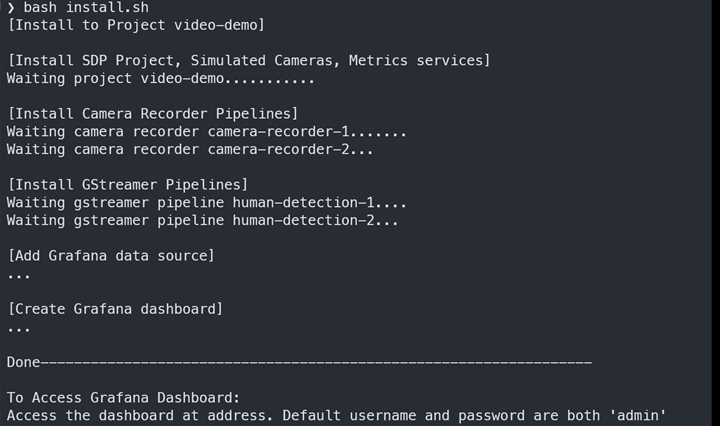 ❯ bash install.sh
[Install to Project video-demo]
[Install SDP Project, Simulated Cameras, Metrics services]
Waiting project video-demo...........
[Install Camera Recorder Pipelines]
Waiting camera recorder camera-recorder-1.......
Waiting camera recorder camera-recorder-2...
[Install GStreamer Pipelines]
Waiting gstreamer pipeline human-detection-1....
Waiting gstreamer pipeline human-detection-2...
[Add Grafana data source]
...
[Create Grafana dashboard]
...
Done------------------------------------------------------------------
To Access Grafana Dashboard:
Access the dashboard at address. Default username and password are both 'admin'